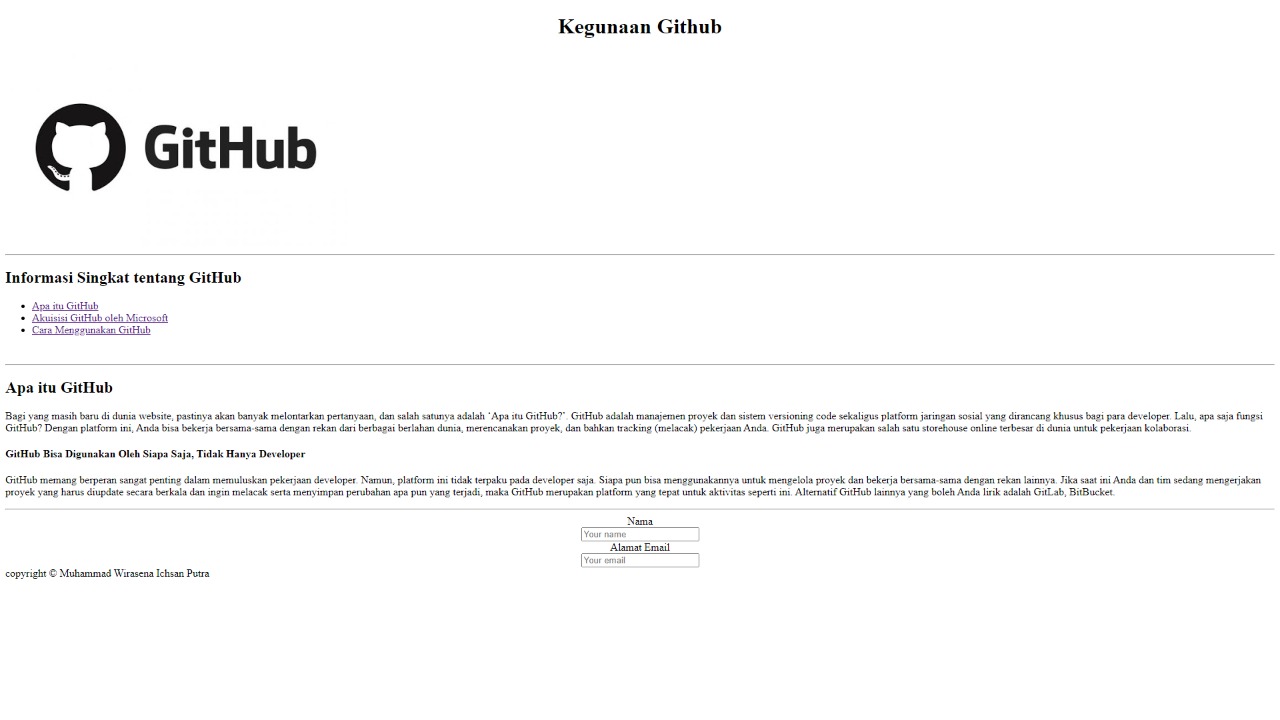 Kegunaan Github
GitHub
Informasi Singkat tentang GitHub
Apa itu GitHub
Akuisisi GitHub oleh Microsoft
Cara Menggunakan GitHub
Apa itu GitHub
Bagi yang masih baru di dunia website, pastinya akan banyak melontarkan pertanyaan, dan salah satunya adalah ‘Apa itu GitHub?’. GitHub adalah manajemen proyek dan sistem versioning code sekaligus platform jaringan sosial yang dirancang khusus bagi para developer. Lalu, apa saja fungsi
GitHub? Dengan platform ini, Anda bisa bekerja bersama-sama dengan rekan dari berbagai berlahan dunia, merencanakan proyek, dan bahkan tracking (melacak) pekerjaan Anda. GitHub juga merupakan salah satu storehouse online terbesar di dunia untuk pekerjaan kolaborasi.
GitHub Bisa Digunakan Oleh Siapa Saja, Tidak Hanya Developer
GitHub memang berperan sangat penting dalam memuluskan pekerjaan developer. Namun, platform ini tidak terpaku pada developer saja. Siapa pun bisa menggunakannya untuk mengelola proyek dan bekerja bersama-sama dengan rekan lainnya. Jika saat ini Anda dan tim sedang mengerjakan
proyek yang harus diupdate secara berkala dan ingin melacak serta menyimpan perubahan apa pun yang terjadi, maka GitHub merupakan platform yang tepat untuk aktivitas seperti ini. Alternatif GitHub lainnya yang boleh Anda lirik adalah GitLab, BitBucket.
Nama
Your name
Alamat Email
Your email
copyright © Muhammad Wirasena Ichsan Putra